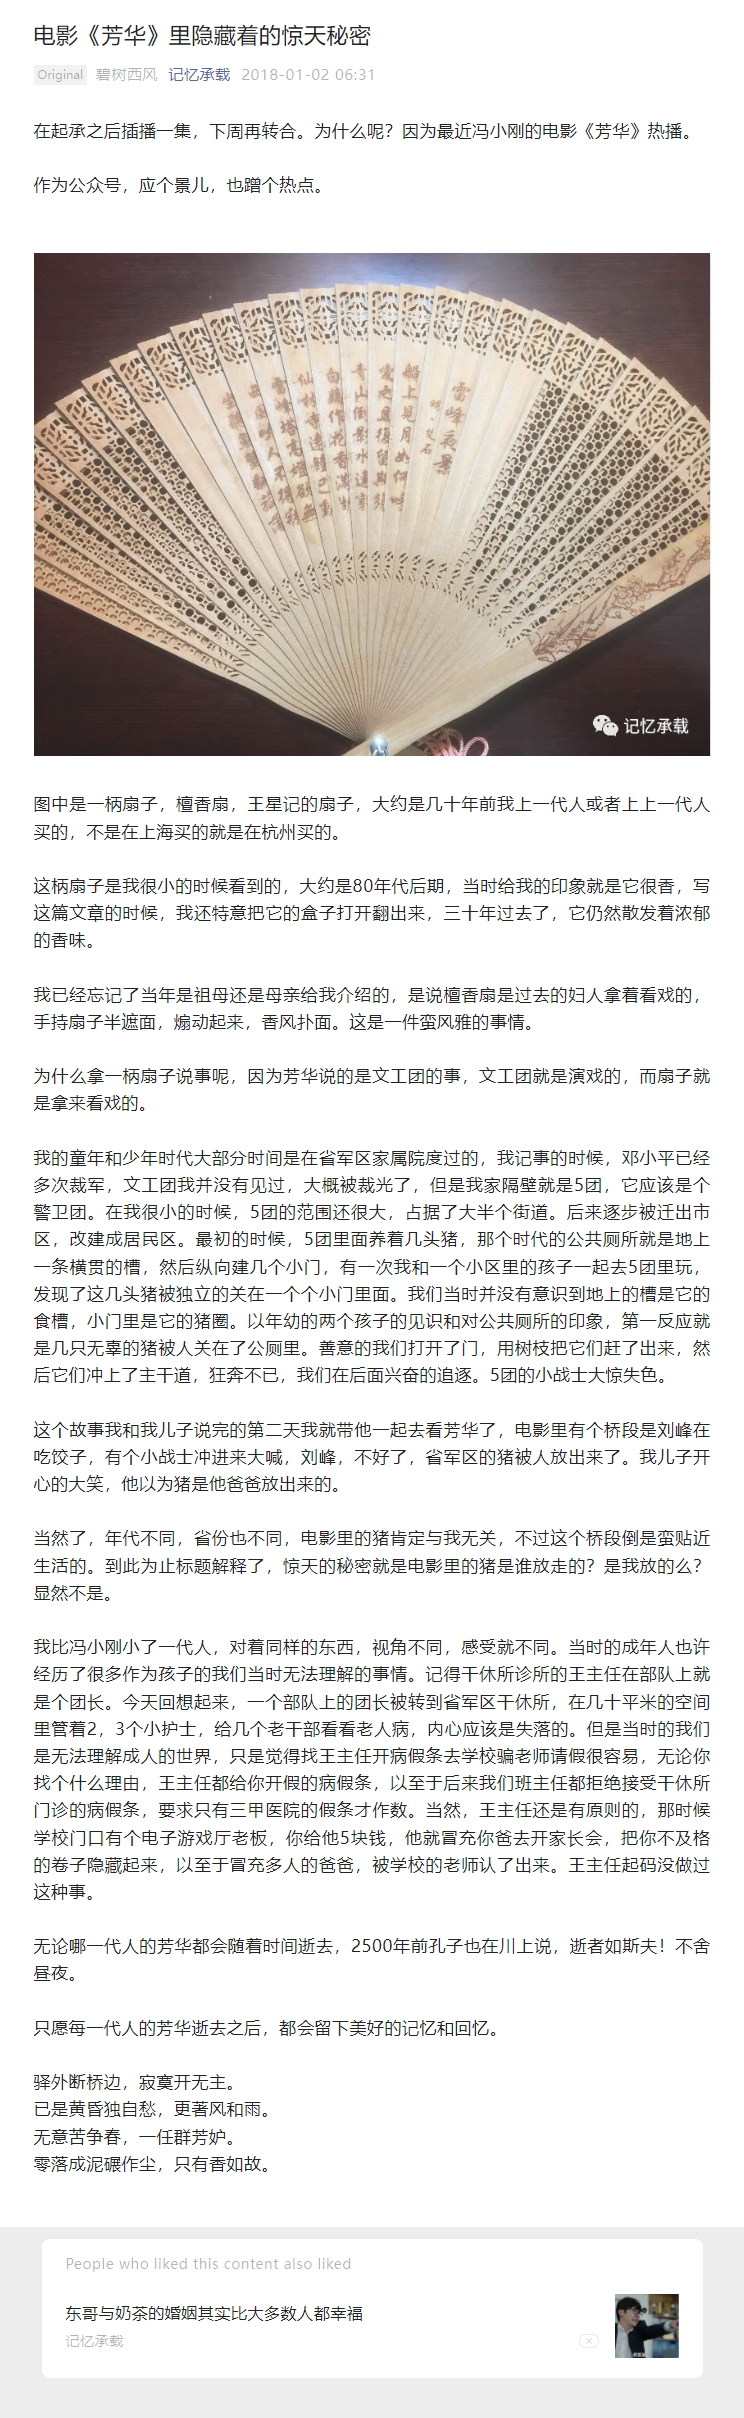 电影《芳华》里隐藏着的惊天秘密
Original 碧树西风 记忆承载 2018-01-02 06:31
在起承之后插播一集，下周再转合。为什么呢？因为最近冯小刚的电影《芳华》热播。
作为公众号，应个景儿，也蹭个热点。
雷峰夜景
船上见月如何呼
爱之且復留斯须
青山倒影水连郭
白藕作花香满湖
仙林寺远钟已动
雷峰塔高灯欲无
西风吹人不得寐
坐听鱼蟹翻菰蒲
记忆承载
图中是一柄扇子，檀香扇，王星记的扇子，大约是几十年前我上一代人或者上上一代人
买的，不是在上海买的就是在杭州买的。
这柄扇子是我很小的时候看到的，大约是80年代后期，当时给我的印象就是它很香，写
这篇文章的时候，我还特意把它的盒子打开翻出来，三十年过去了，它仍然散发着浓郁
的香味。
我已经忘记了当年是祖母还是母亲给我介绍的，是说檀香扇是过去的妇人拿着看戏的，
手持扇子半遮面，煽动起来，香风扑面。这是一件蛮风雅的事情。
为什么拿一柄扇子说事呢，因为芳华说的是文工团的事，文工团就是演戏的，而扇子就
是拿来看戏的。
我的童年和少年时代大部分时间是在省军区家属院度过的，我记事的时候，邓小平已经
多次裁军，文工团我并没有见过，大概被裁光了，但是我家隔壁就是5团，它应该是个
警卫团。在我很小的时候，5团的范围还很大，占据了大半个街道。后来逐步被迁出市
区，改建成居民区。最初的时候，5团里面养着几头猪，那个时代的公共厕所就是地上
一条横贯的槽，然后纵向建几个小门，有一次我和一个小区里的孩子一起去5团里玩，
发现了这几头猪被独立的关在一个个小门里面。我们当时并没有意识到地上的槽是它的
食槽，小门里是它的猪圈。以年幼的两个孩子的见识和对公共厕所的印象，第一反应就
是几只无辜的猪被人关在了公厕里。善意的我们打开了门，用树枝把它们赶了出来，然
后它们冲上了主干道，狂奔不已，我们在后面兴奋的追逐。5团的小战士大惊失色。
这个故事我和我儿子说完的第二天我就带他一起去看芳华了，电影里有个桥段是刘峰在
吃饺子，有个小战士冲进来大喊，刘峰，不好了，省军区的猪被人放出来了。我儿子开
心的大笑，他以为猪是他爸爸放出来的。
当然了，年代不同，省份也不同，电影里的猪肯定与我无关，不过这个桥段倒是蛮贴近
生活的。到此为止标题解释了，惊天的秘密就是电影里的猪是谁放走的？是我放的么？
显然不是。
我比冯小刚小了一代人，对着同样的东西，视角不同，感受就不同。当时的成年人也许
经历了很多作为孩子的我们当时无法理解的事情。记得干休所诊所的王主任在部队上就
是个团长。今天回想起来，一个部队上的团长被转到省军区干休所，在几十平米的空间
里管着2，3个小护士，给几个老干部看看老人病，内心应该是失落的。但是当时的我们
是无法理解成人的世界，只是觉得找王主任开病假条去学校骗老师请假很容易，无论你
找个什么理由，王主任都给你开假的病假条，以至于后来我们班主任都拒绝接受干休所
门诊的病假条，要求只有三甲医院的假条才作数。当然，王主任还是有原则的，那时候
学校门口有个电子游戏厅老板，你给他5块钱，他就冒充你爸去开家长会，把你不及格
的卷子隐藏起来，以至于冒充多人的爸爸，被学校的老师认了出来。王主任起码没做过
这种事。
无论哪一代人的芳华都会随着时间逝去，2500年前孔子也在川上说，逝者如斯夫！不舍
昼夜。
只愿每一代人的芳华逝去之后，都会留下美好的记忆和回忆。
驿外断桥边，寂寞开无主。
已是黄昏独自愁，更著风和雨。
无意苦争春，一任群芳妒。
零落成泥碾作尘，只有香如故。
People who liked this content also liked
东哥与奶茶的婚姻其实比大多数人都幸福
记忆承载